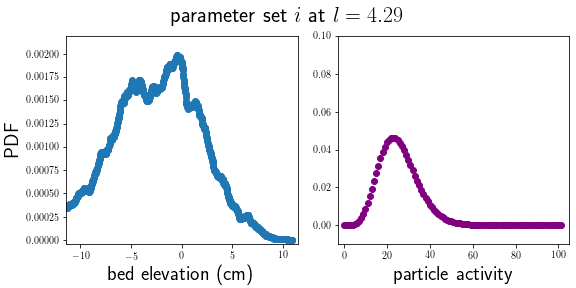 parameter set i at l = 4.29
PDF
0.00200
0.00175
0.00150
0.00125
0.00100
0.00075
0.00050
0.00025
0.00000
−10 −5 0 5 10
bed elevation (cm)
0.10
0.08
0.06
0.04
0.02
0.00
0 20 40 60 80 100
particle activity